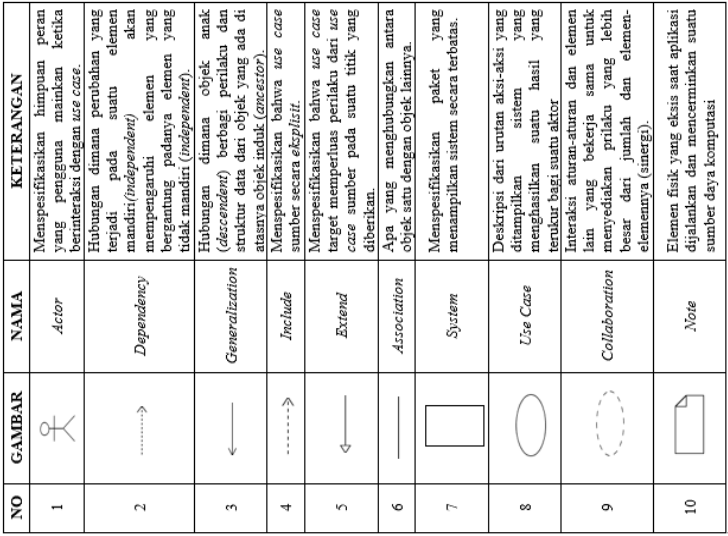 NO GAMBAR NAMA KETERANGAN
1 Actor Menspesifikasikan himpuan peran
yang pengguna mainkan ketika
berinteraksi dengan use case.
2 Dependency Hubungan dimana perubahan yang
terjadi pada suatu elemen
mandiri(independent) akan
mempengaruhi elemen yang
bergantung padanya elemen yang
tidak mandiri (independent).
3 Generalization Hubungan dimana objek anak
(descendent) berbagi perilaku dan
struktur data dari objek yang ada di
atasnya objek induk (ancestor).
4 Include Menspesifikasikan bahwa use case
sumber secara eksplisit.
5 Extend Menspesifikasikan bahwa use case
target memperluas perilaku dari use
case sumber pada suatu titik yang
diberikan.
6 Association Apa yang menghubungkan antara
objek satu dengan objek lainnya.
7 System Menspesifikasikan paket yang
menampilkan sistem secara terbatas.
8 Use Case Deskripsi dari urutan aksi-aksi yang
ditampilkan sistem yang
menghasilkan suatu hasil yang
terukur bagi suatu aktor
9 Collaboration Interaksi aturan-aturan dan elemen
lain yang bekerja sama untuk
menyediakan prilaku yang lebih
besar dari jumlah dan elemen-
elemennya (sinergi).
10 Note Elemen fisik yang eksis saat aplikasi
dijalankan dan mencerminkan suatu
sumber daya komputasi